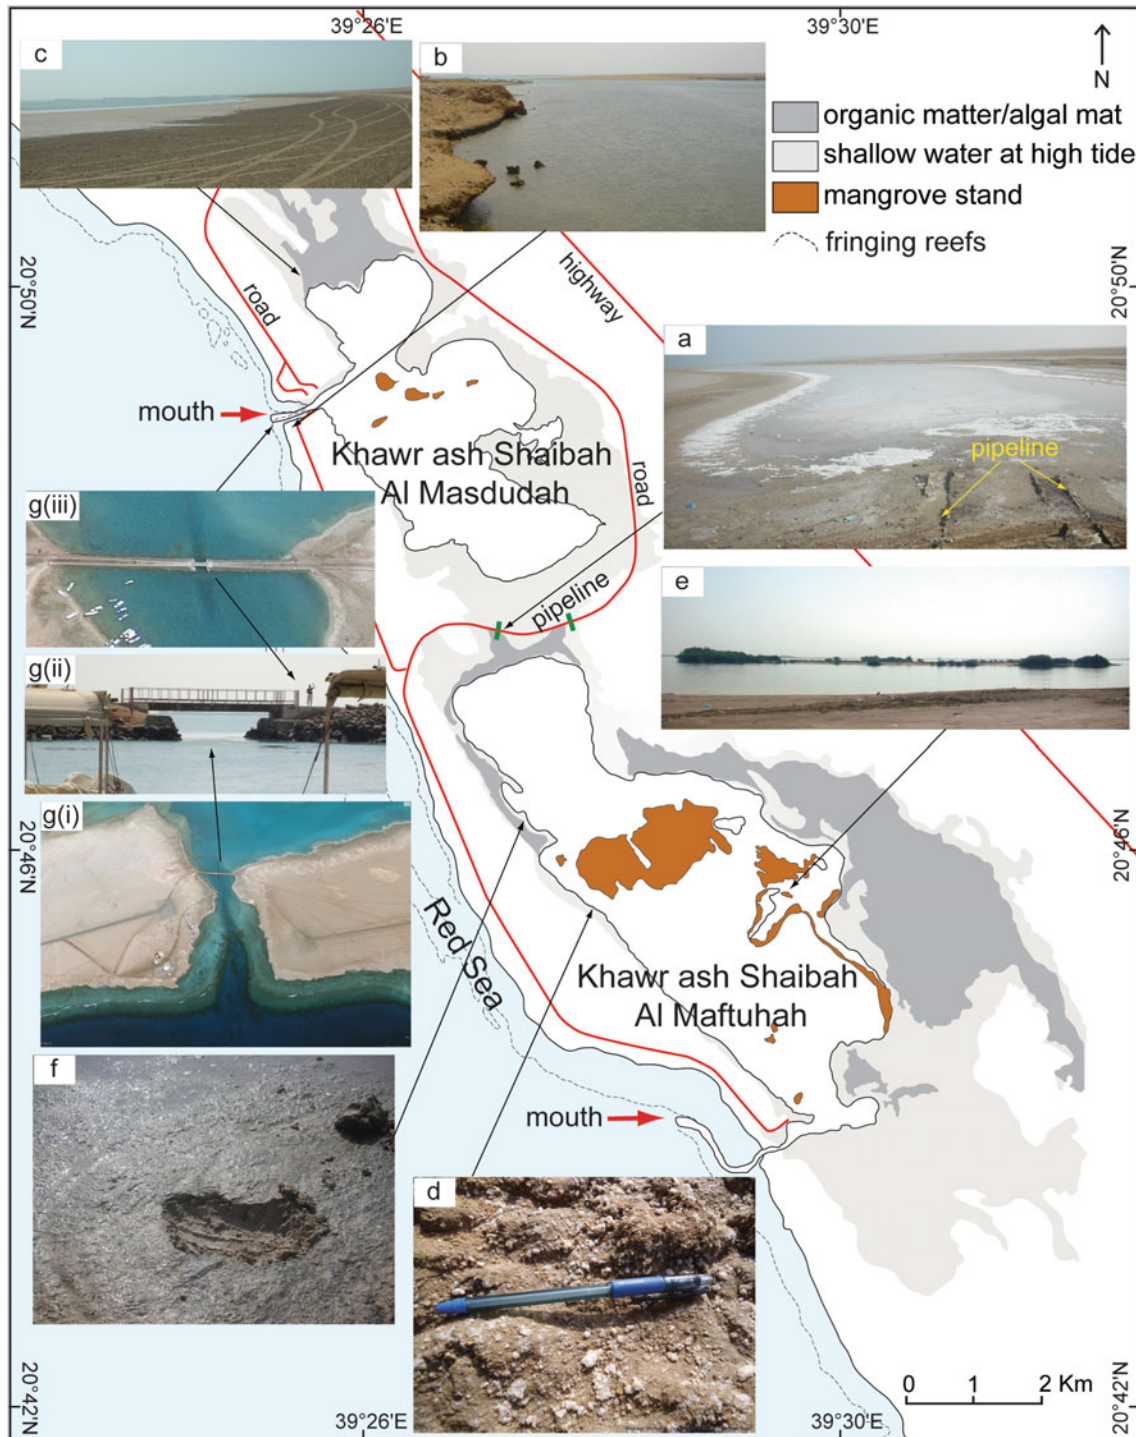 39°26'E
39°30'E
c
b
N
organic matter/algal mat
shallow water at high tide
mangrove stand
fringing reefs
20°50'N
20°50'N
highway
road
a
pipeline
mouth
Khawr ash Shaibah
Al Masdudah
road
g(iii)
pipeline
e
g(ii)
g(i)
20°46'N
20°46'N
Red Sea
Khawr ash Shaibah
Al Maftuhah
f
mouth
d
0 1 2 Km
20°42'N
20°42'N
39°26'E
39°30'E